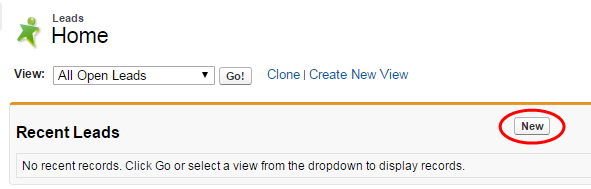 Leads
Home
View: All Open Leads Go! Clone | Create New View
Recent Leads New
No recent records. Click Go or select a view from the dropdown to display records.